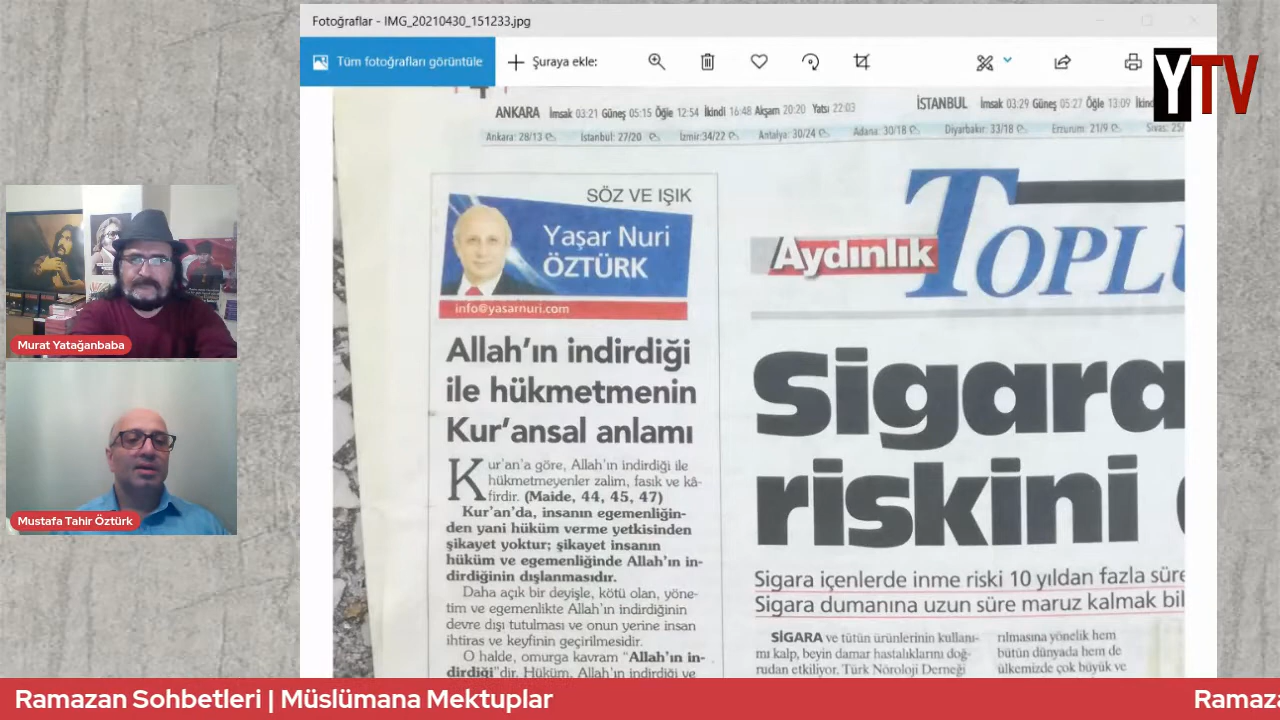 Fotoğraflar - IMG_20210430_151233.jpg
Tüm fotoğrafları görüntüle
Şuraya ekle:
YTV
ANKARA İmsak 03:21 Güneş 05:15 Öğle 12:54 İkindi 16:48 Akşam 20:20 Yatsı 22:03
İSTANBUL İmsak 03:29 Güneş 05:27 Öğle 13:09
Ankara: 28/13 İstanbul: 27/20 İzmir:34/22 Antalya: 30/24 Adana: 30/18 Diyarbakır: 33/18 Erzurum: 21/9 Sivas: 25/
SÖZ VE IŞIK
Yaşar Nuri
ÖZTÜRK
info@yasarnuri.com
Allah'ın indirdiği
ile hükmetmenin
Kur'ansal anlamı
Kur'an'a göre, Allah'ın indirdiği ile
hükmetmeyenler zalim, fasık ve kâ-
firdir. (Maide, 44, 45, 47)
Kur'an'da, insanın egemenliğin-
den yani hüküm verme yetkisinden
şikayet yoktur; şikayet insanın
hüküm ve egemenliğinde Allah'ın in-
dirdiğinin dışlanmasıdır.
Daha açık bir deyişle, kötü olan, yöne-
tim ve egemenlikte Allah'ın indirdiğinin
devre dışı tutulması ve onun yerine insan
ihtiras ve keyfinin geçirilmesidir.
O halde, omurga kavram "Allah'ın in-
dirdiği"dir. Hüküm, Allah'ın indirdiği ve
Aydınlık
TOPLU
Sigara
riskini
Sigara içenlerde inme riski 10 yıldan fazla süre
Sigara dumanına uzun süre maruz kalmak bil
SİGARA ve tütün ürünlerinin kullanı-
mı kalp, beyin damar hastalıklarını doğ-
rudan etkiliyor. Türk Nöroloji Derneği
rılmasına yönelik hem
bütün dünyada hem de
ülkemizde çok büyük ve
Murat Yatağanbaba
Mustafa Tahir Öztürk
Ramazan Sohbetleri | Müslümana Mektuplar
Ramaza